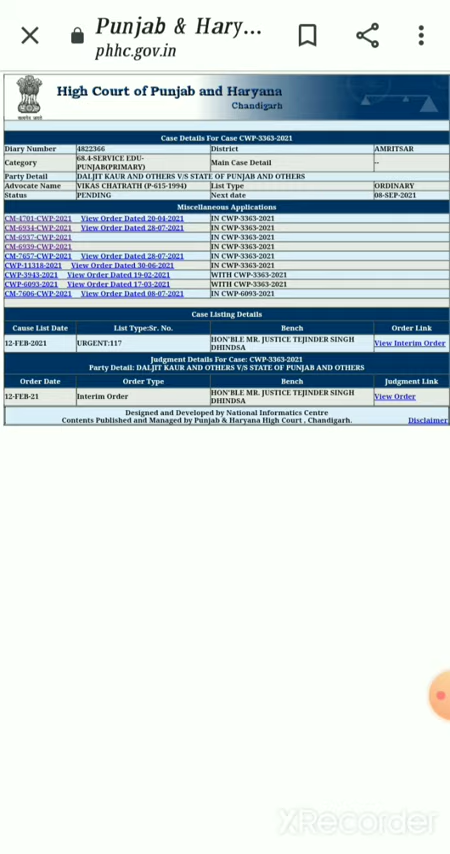 Punjab & Hary...
phhc.gov.in
High Court of Punjab and Haryana
Chandigarh
Case Details For Case CWP-3363-2021
Diary Number 4822366 District AMRITSAR
Category 68.4-SERVICE EDU-PUNJAB(PRIMARY) Main Case Detail --
Party Detail DALJIT KAUR AND OTHERS V/S STATE OF PUNJAB AND OTHERS
Advocate Name VIKAS CHATRATH (P-615-1994) List Type ORDINARY
Status PENDING Next date 08-SEP-2021
Miscellaneous Applications
CM-4701-CWP-2021 View Order Dated 20-04-2021 IN CWP-3363-2021
CM-6954-CWP-2021 View Order Dated 28-07-2021 IN CWP-3363-2021
CM-6937-CWP-2021 IN CWP-3363-2021
CM-6939-CWP-2021 IN CWP-3363-2021
CM-7657-CWP-2021 View Order Dated 28-07-2021 IN CWP-3363-2021
CWP-11318-2021 View Order Dated 30-06-2021 IN CWP-3363-2021
CWP-3943-2021 View Order Dated 19-02-2021 WITH CWP-3363-2021
CWP-6093-2021 View Order Dated 17-03-2021 WITH CWP-3363-2021
CM-7606-CWP-2021 View Order Dated 08-07-2021 IN CWP-6093-2021
Case Listing Details
Cause List Date List Type:Sr. No. Bench Order Link
12-FEB-2021 URGENT:117 HON'BLE MR. JUSTICE TEJINDER SINGH DHINDSA View Interim Order
Judgment Details For Case: CWP-3363-2021
Party Detail: DALJIT KAUR AND OTHERS V/S STATE OF PUNJAB AND OTHERS
Order Date Order Type Bench Judgment Link
12-FEB-21 Interim Order HON'BLE MR. JUSTICE TEJINDER SINGH DHINDSA View Order
Designed and Developed by National Informatics Centre
Contents Published and Managed by Punjab & Haryana High Court , Chandigarh. Disclaimer
XRecorder